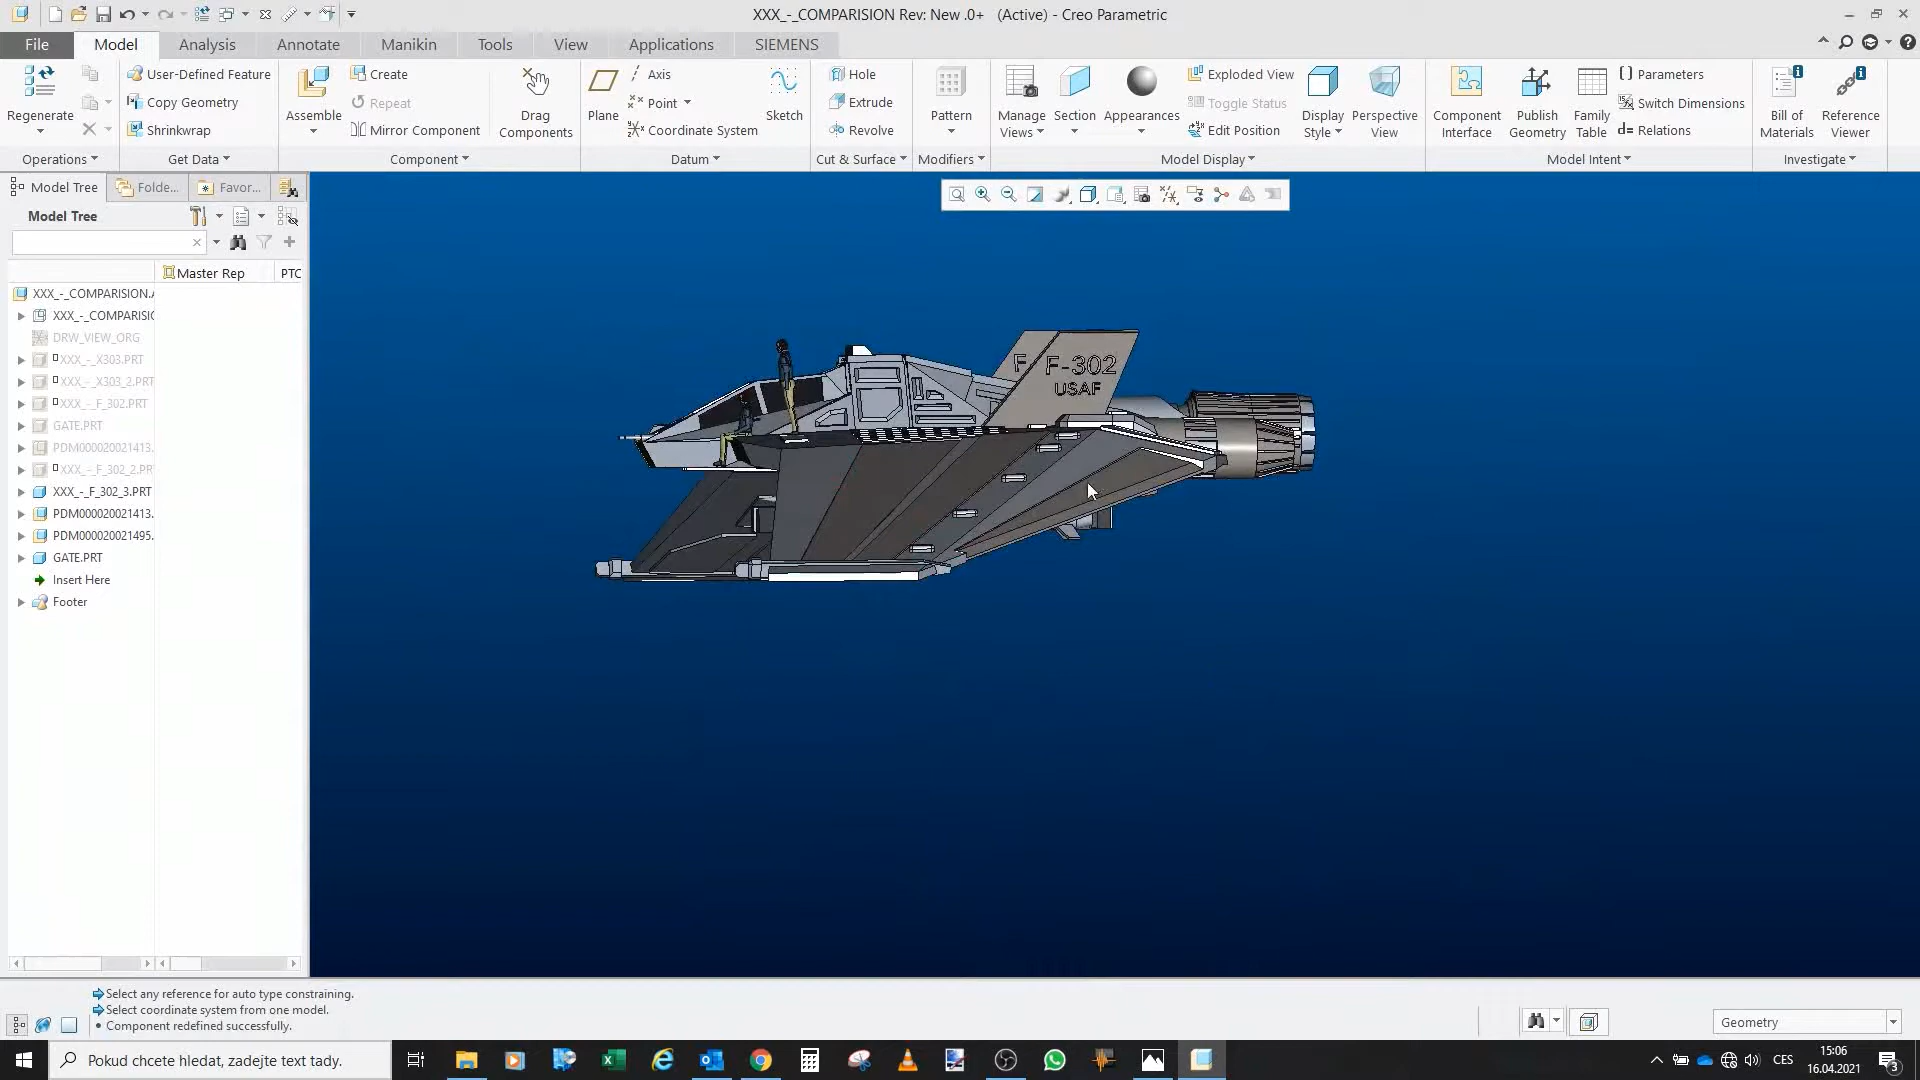 XXX_-_COMPARISION Rev: New .0+ (Active) - Creo Parametric
File Model Analysis Annotate Manikin Tools View Applications SIEMENS
Regenerate
Operations
User-Defined Feature
Copy Geometry
Shrinkwrap
Get Data
Assemble
Create
Repeat
Mirror Component
Drag
Components
Component
Plane
Axis
Point
Coordinate System
Sketch
Datum
Hole
Extrude
Revolve
Cut & Surface
Pattern
Modifiers
Manage
Views
Section
Appearances
Exploded View
Toggle Status
Edit Position
Display
Style
Perspective
View
Model Display
Component
Interface
Publish
Geometry
Family
Table
Parameters
Switch Dimensions
d= Relations
Model Intent
Bill of
Materials
Reference
Viewer
Investigate
Model Tree Folde... Favor...
Model Tree
Master Rep PTC
XXX_-_COMPARISION.A
XXX_-_COMPARISIO
DRW_VIEW_ORG
XXX_-_X303.PRT
XXX_-_X303_2.PRT
XXX_-_F_302.PRT
GATE.PRT
PDM000020021413.
XXX_-_F_302_2.PR
XXX_-_F_302_3.PRT
PDM000020021413.
PDM000020021495.
GATE.PRT
Insert Here
Footer
F F-302
USAF
Select any reference for auto type constraining.
Select coordinate system from one model.
• Component redefined successfully.
Geometry
Pokud chcete hledat, zadejte text tady.
CES
15:06
16.04.2021
3